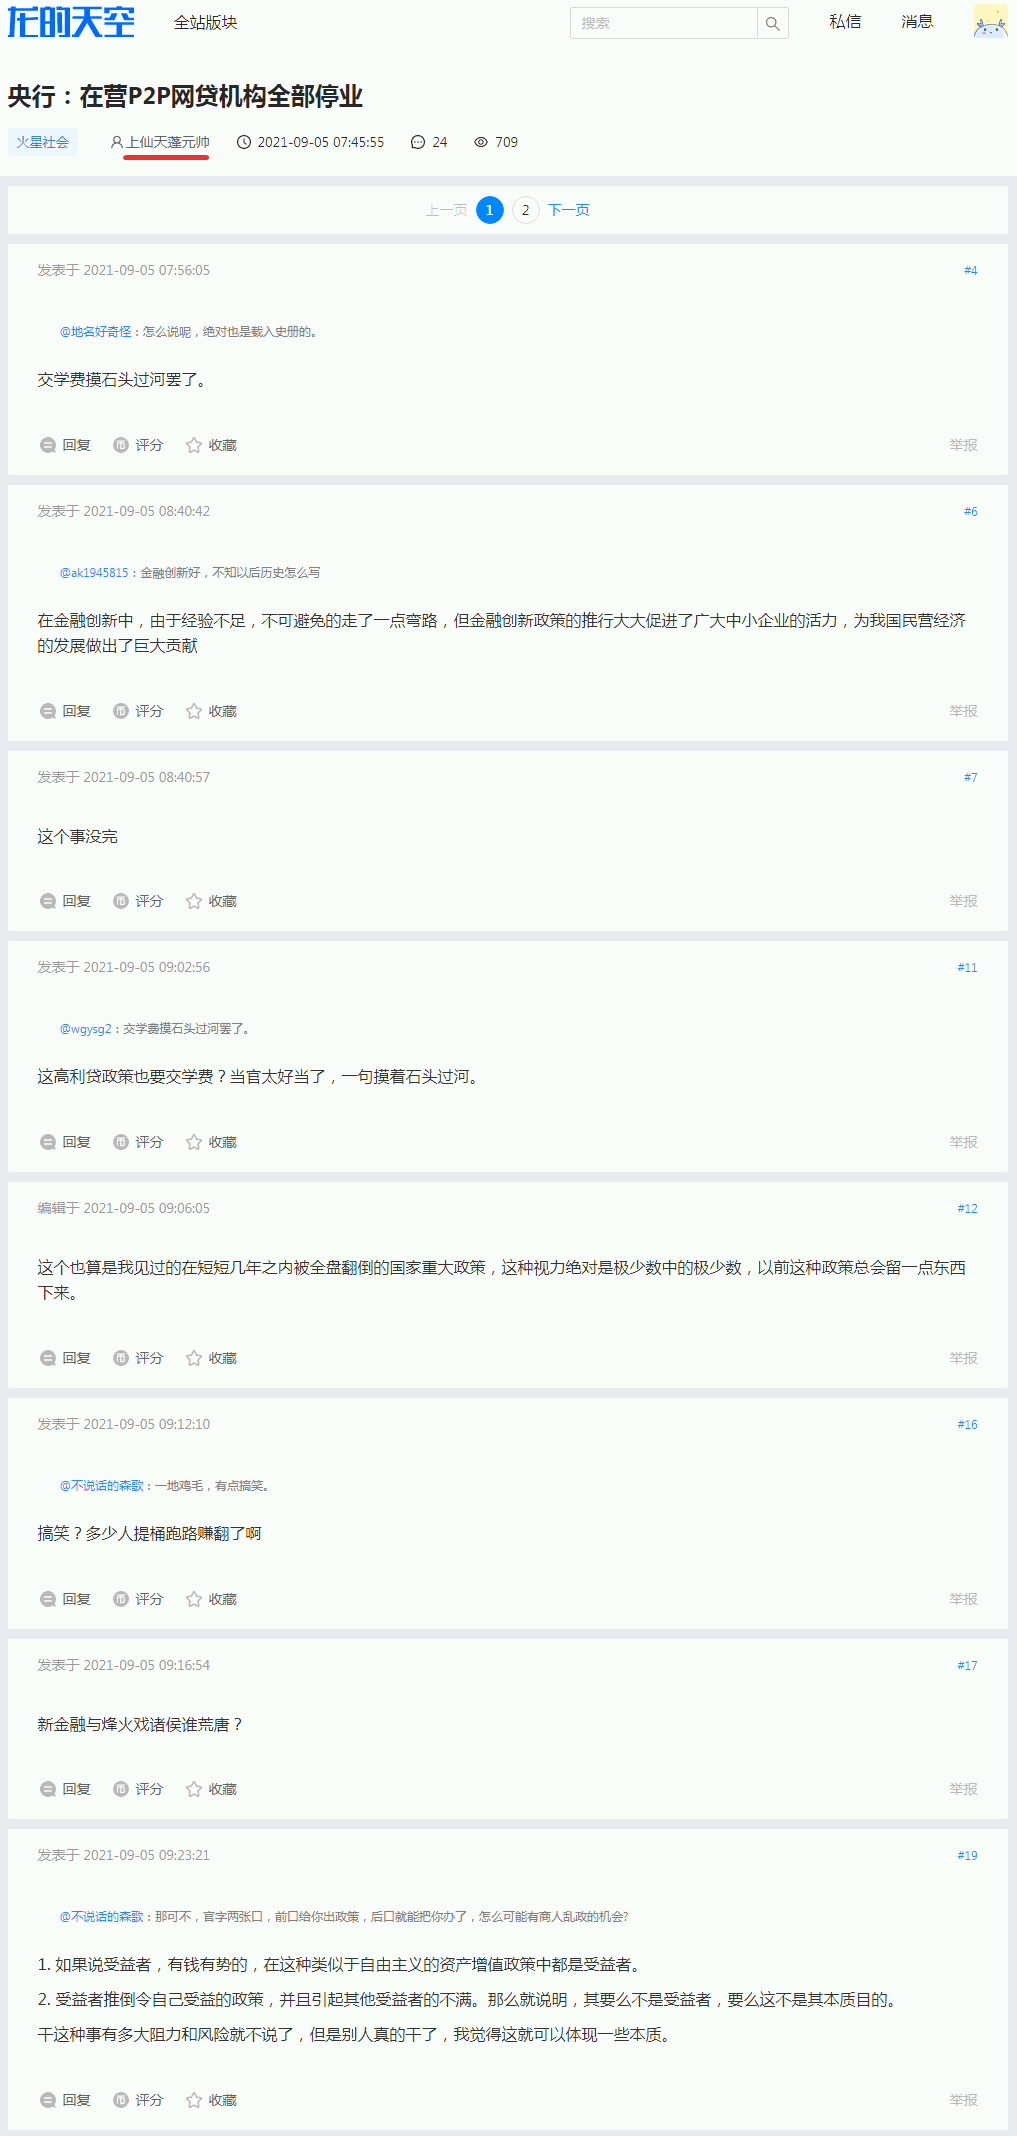 龙的天空
全站版块
搜索
私信
消息
央行：在营P2P网贷机构全部停业
火星社会 上仙天蓬元帅 2021-09-05 07:45:55 24 709
上一页 1 2 下一页
发表于 2021-09-05 07:56:05 #4
@地名好奇怪：怎么说呢，绝对也是载入史册的。
交学费摸石头过河罢了。
回复 评分 收藏 举报
发表于 2021-09-05 08:40:42 #6
@ak1945815：金融创新好，不知以后历史怎么写
在金融创新中，由于经验不足，不可避免的走了一点弯路，但金融创新政策的推行大大促进了广大中小企业的活力，为我国民营经济
的发展做出了巨大贡献
回复 评分 收藏 举报
发表于 2021-09-05 08:40:57 #7
这个事没完
回复 评分 收藏 举报
发表于 2021-09-05 09:02:56 #11
@wgysg2：交学费摸石头过河罢了。
这高利贷政策也要交学费？当官太好当了，一句摸着石头过河。
回复 评分 收藏 举报
编辑于 2021-09-05 09:06:05 #12
这个也算是我见过的在短短几年之内被全盘翻倒的国家重大政策，这种视力绝对是极少数中的极少数，以前这种政策总会留一点东西
下来。
回复 评分 收藏 举报
发表于 2021-09-05 09:12:10 #16
@不说话的森歌：一地鸡毛，有点搞笑。
搞笑？多少人提桶跑路赚翻了啊
回复 评分 收藏 举报
发表于 2021-09-05 09:16:54 #17
新金融与烽火戏诸侯谁荒唐？
回复 评分 收藏 举报
发表于 2021-09-05 09:23:21 #19
@不说话的森歌：那可不，官字两张口，前口给你出政策，后口就能把你办了，怎么可能有商人乱政的机会?
1. 如果说受益者，有钱有势的，在这种类似于自由主义的资产增值政策中都是受益者。
2. 受益者推倒令自己受益的政策，并且引起其他受益者的不满。那么就说明，其要么不是受益者，要么这不是其本质目的。
干这种事有多大阻力和风险就不说了，但是别人真的干了，我觉得这就可以体现一些本质。
回复 评分 收藏 举报